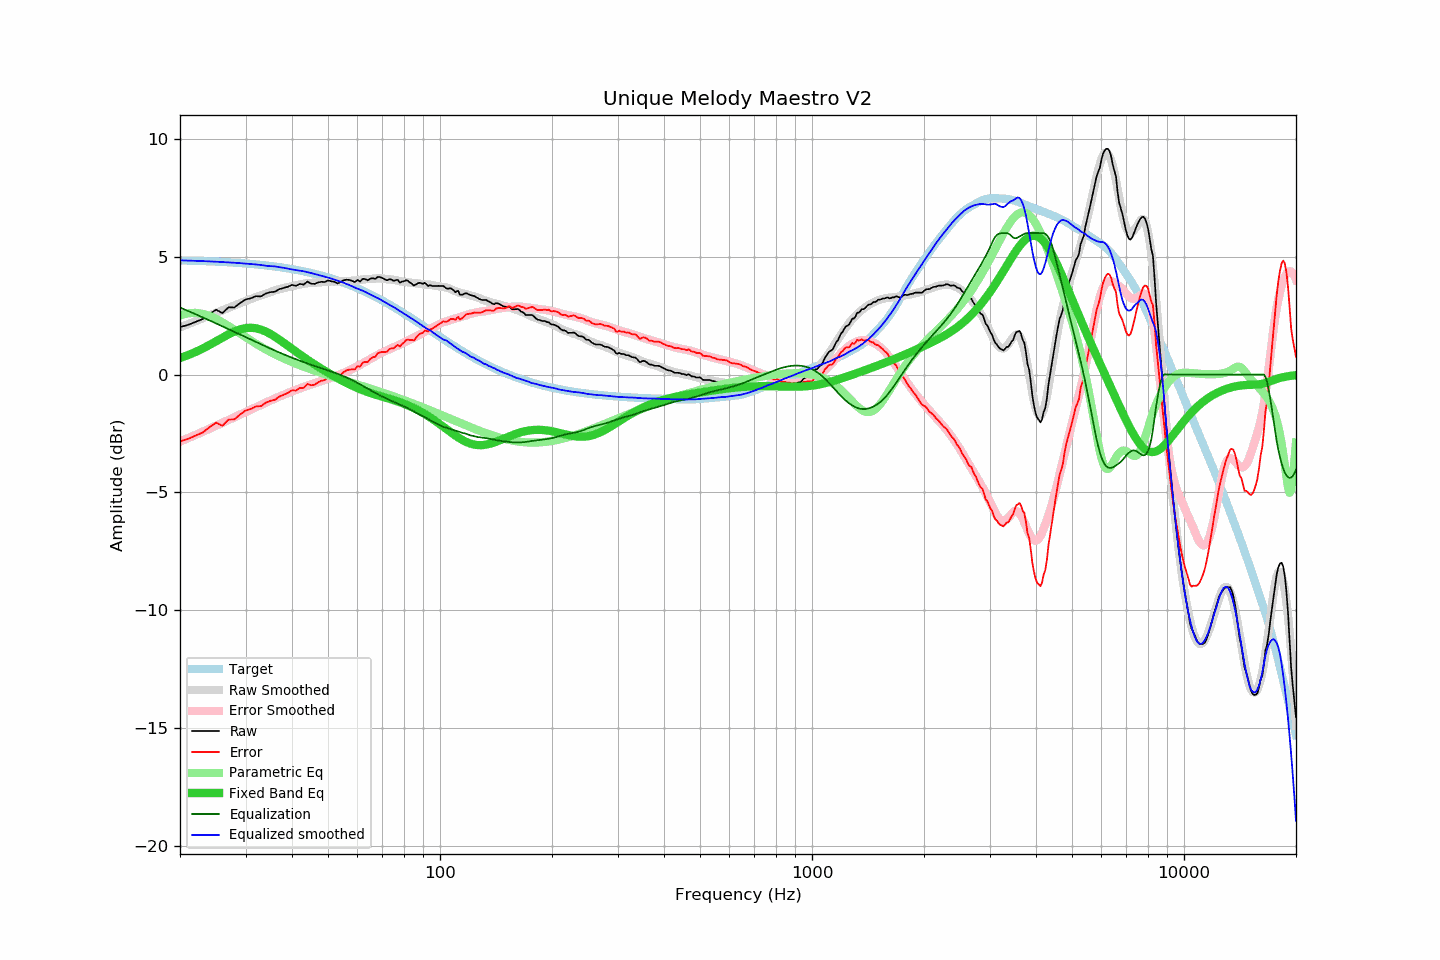 Unique Melody Maestro V2
10
5
0
−5
−10
−15
−20
Amplitude (dBr)
Target
Raw Smoothed
Error Smoothed
Raw
Error
Parametric Eq
Fixed Band Eq
Equalization
Equalized smoothed
100
1000
10000
Frequency (Hz)